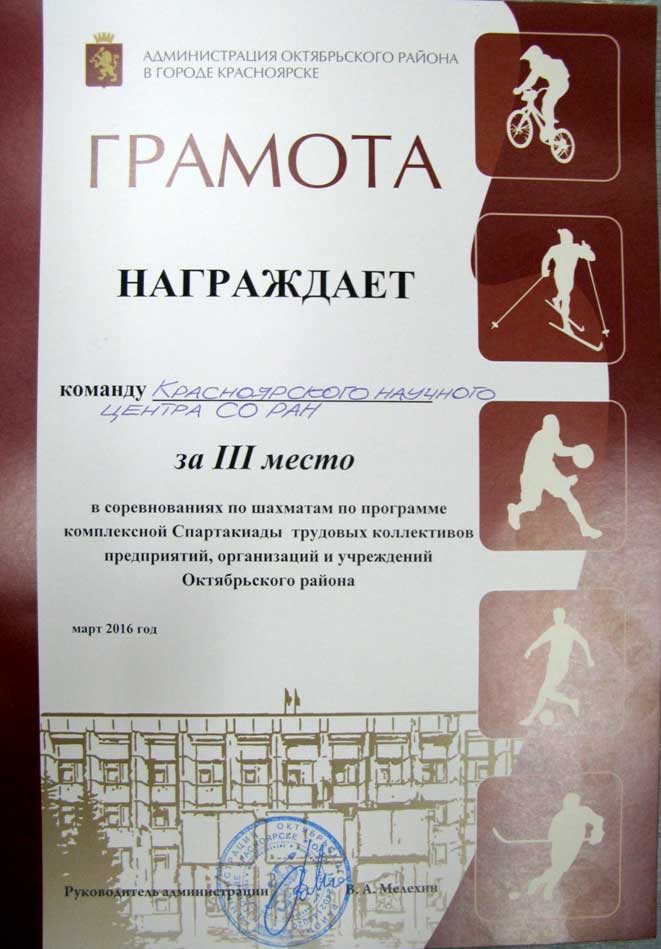 АДМИНИСТРАЦИЯ ОКТЯБРЬСКОГО РАЙОНА
В ГОРОДЕ КРАСНОЯРСКЕ
ГРАМОТА
НАГРАЖДАЕТ
команду Красноярского научного
центра СО РАН
за III место
в соревнованиях по шахматам по программе
комплексной Спартакиады трудовых коллективов
предприятий, организаций и учреждений
Октябрьского района
март 2016 год
Руководитель администрации В. А. Мелехин